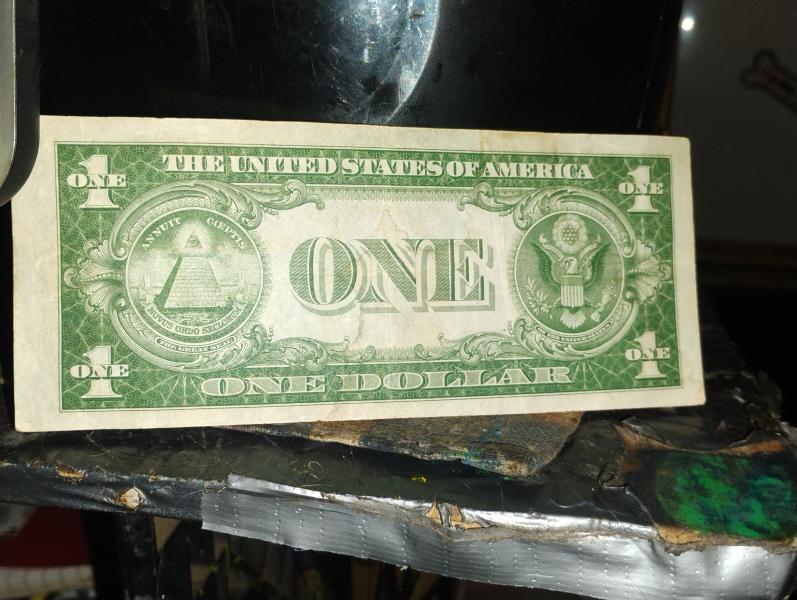 THE UNITED STATES OF AMERICA
1
ONE
1
ONE
ANNUIT CŒPTIS
ONE
NOVUS ORDO SECLORUM
1
ONE
1
ONE
ONE DOLLAR